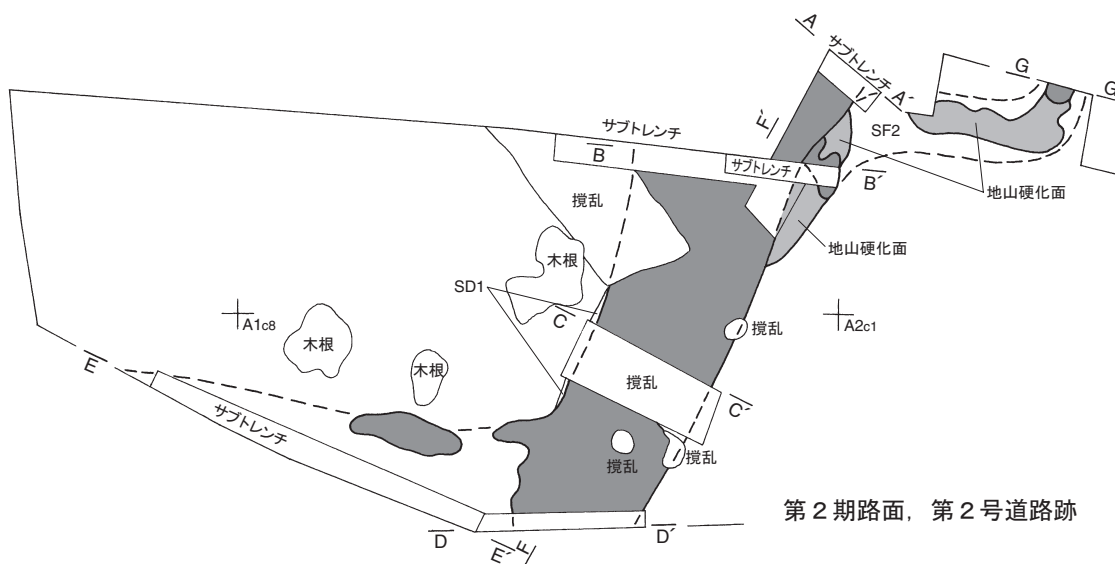 A
サブトレンチ
A´
G
G
SF2
F´
サブトレンチ
B
サブトレンチ
B´
地山硬化面
撹乱
地山硬化面
木根
SD1
C
A1c8
A2c1
木根
撹乱
E
木根
撹乱
C´
サブトレンチ
撹乱
撹乱
第2期路面，第2号道路跡
D
E´
F
D´